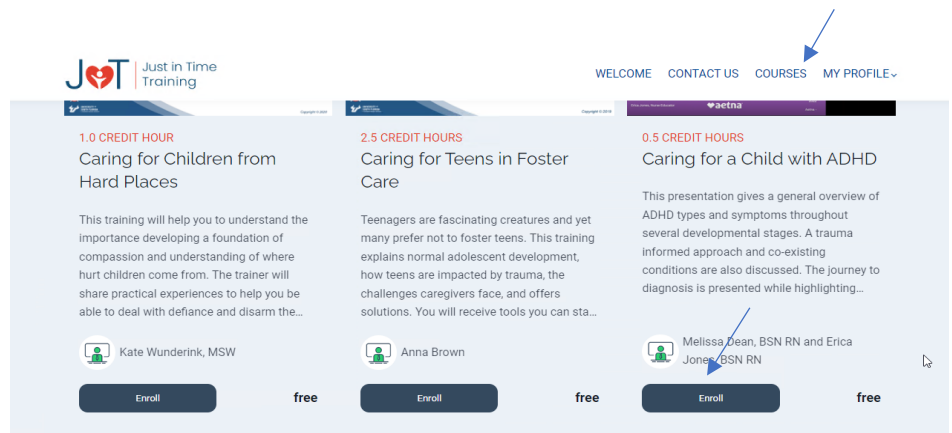 Just in Time
JOT Training
WELCOME CONTACT US COURSES MY PROFILE
aetna
1.0 CREDIT HOUR
Caring for Children from
Hard Places
This training will help you to understand the
importance developing a foundation of
compassion and understanding of where
hurt children come from. The trainer will
share practical experiences to help you be
able to deal with defiance and disarm the...
Kate Wunderink, MSW
Enroll free
2.5 CREDIT HOURS
Caring for Teens in Foster
Care
Teenagers are fascinating creatures and yet
many prefer not to foster teens. This training
explains normal adolescent development,
how teens are impacted by trauma, the
challenges caregivers face, and offers
solutions. You will receive tools you can sta...
Anna Brown
Enroll free
0.5 CREDIT HOURS
Caring for a Child with ADHD
This presentation gives a general overview of
ADHD types and symptoms throughout
several developmental stages. A trauma
informed approach and co-existing
conditions are also discussed. The journey to
diagnosis is presented while highlighting...
Melissa Dean, BSN RN and Erica
Jones, BSN RN
Enroll free